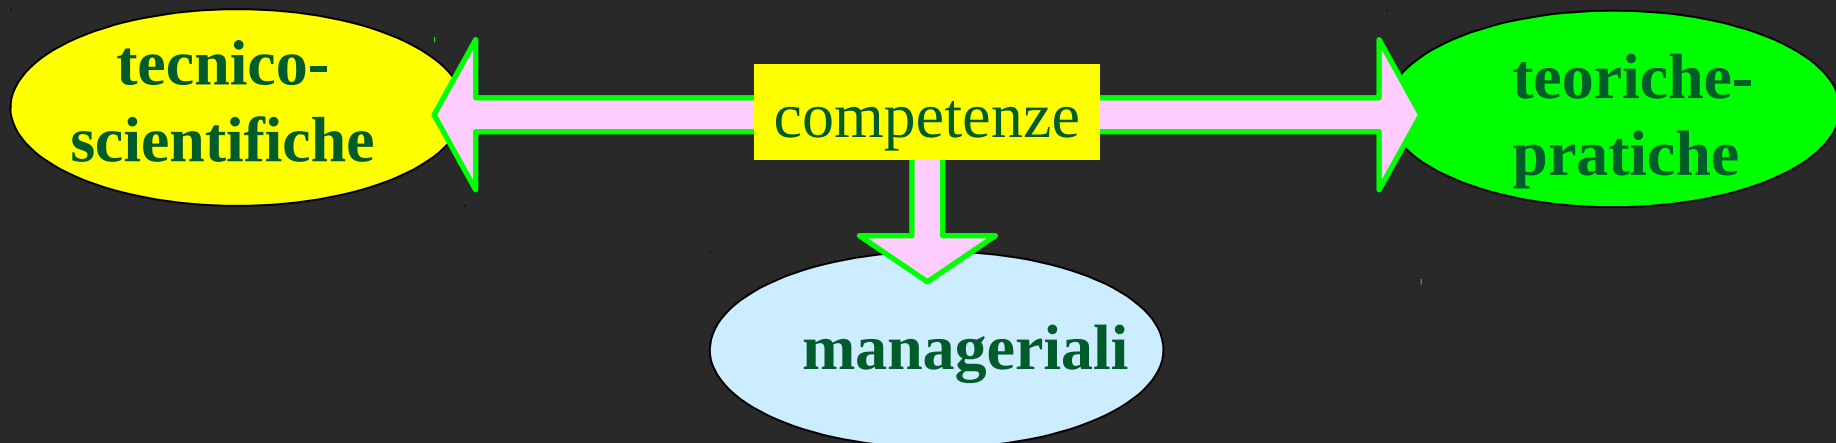 tecnico-
scientifiche
competenze
teoriche-
pratiche
manageriali